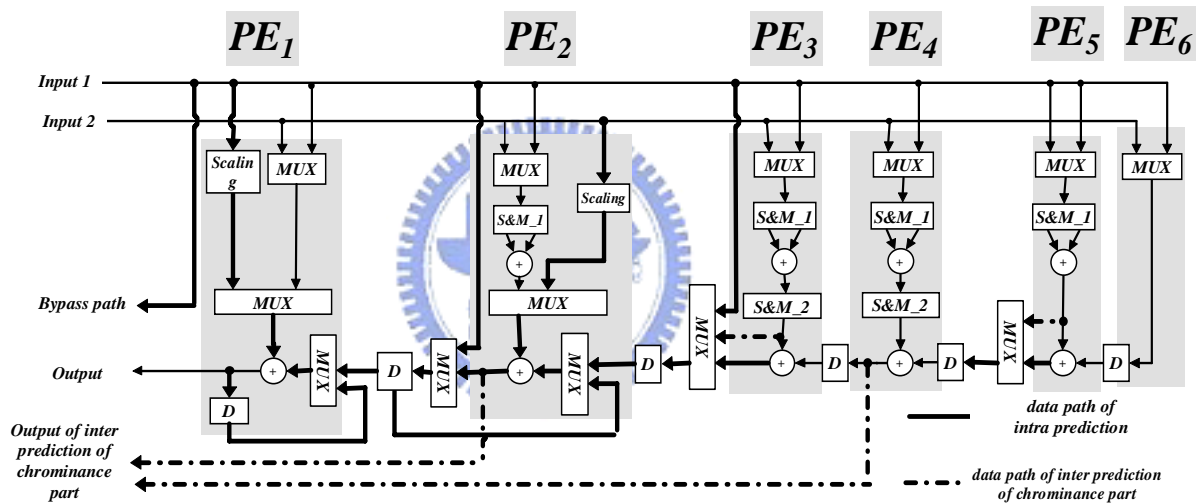 PE1 PE2 PE3 PE4 PE5 PE6
Input 1
Input 2
Scalin
g
MUX
MUX
S&M_1
+
Scaling
MUX
S&M_1
+
S&M_2
MUX
S&M_1
+
S&M_2
MUX
S&M_1
+
MUX
Bypass path
MUX
MUX
MUX
MUX
Output
+
MUX
D
MUX
+
MUX
D
+
D
+
D
+
D
D
Output of inter
prediction of
chrominance
part
data path of
intra prediction
data path of inter prediction
of chrominance part